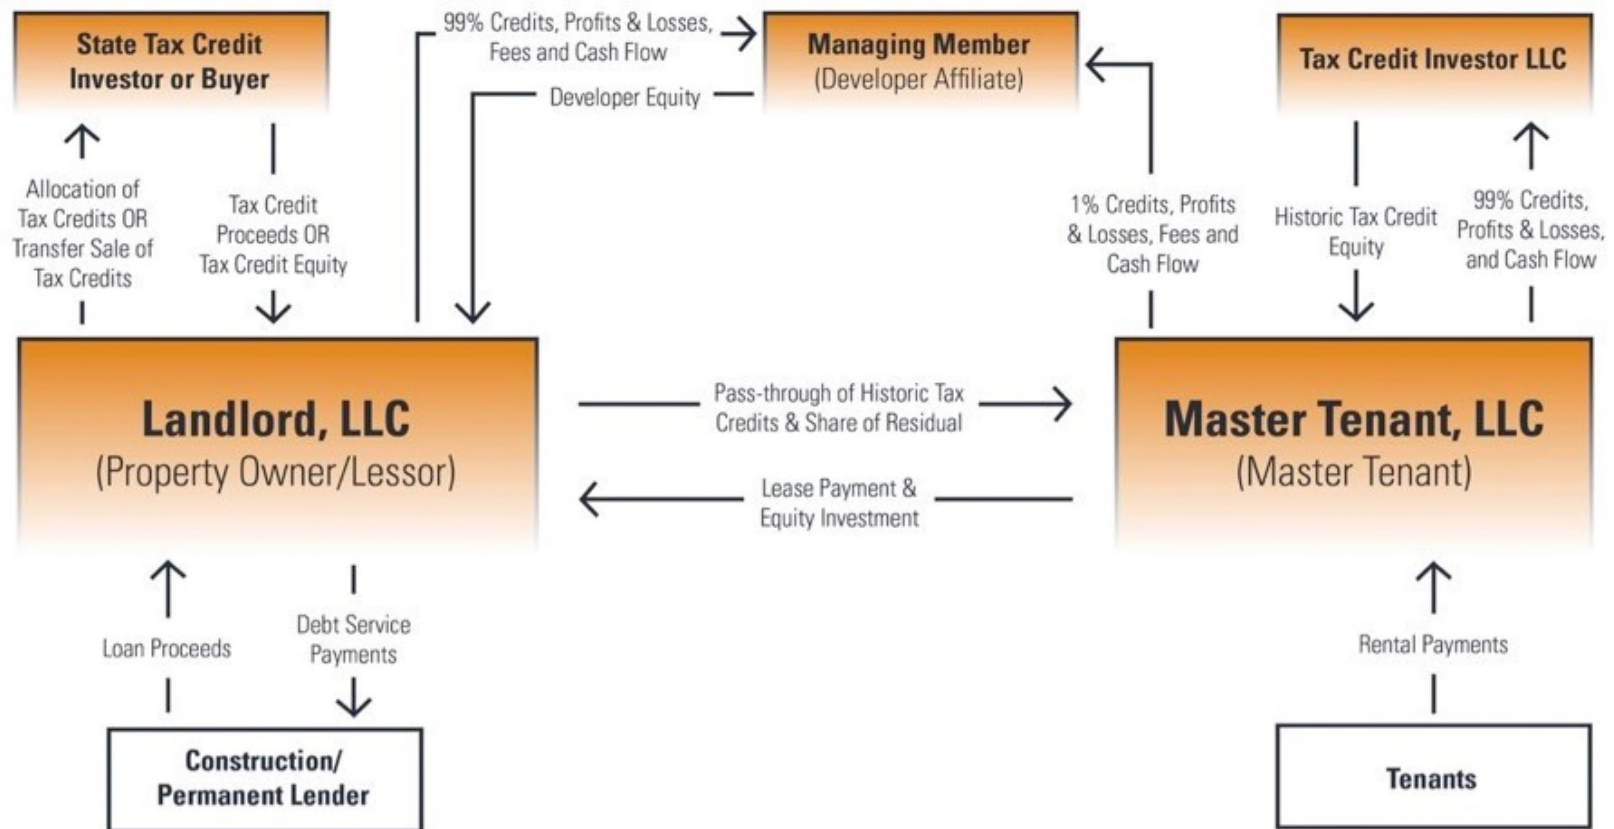 State Tax Credit
Investor or Buyer
99% Credits, Profits & Losses,
Fees and Cash Flow
Developer Equity
Managing Member
(Developer Affiliate)
Tax Credit Investor LLC
Allocation of
Tax Credits OR
Transfer Sale of
Tax Credits
Tax Credit
Proceeds OR
Tax Credit Equity
1% Credits, Profits
& Losses, Fees and
Cash Flow
Historic Tax Credit
Equity
99% Credits,
Profits & Losses,
and Cash Flow
Landlord, LLC
(Property Owner/Lessor)
Pass-through of Historic Tax
Credits & Share of Residual
Lease Payment &
Equity Investment
Master Tenant, LLC
(Master Tenant)
Loan Proceeds
Debt Service
Payments
Rental Payments
Construction/
Permanent Lender
Tenants